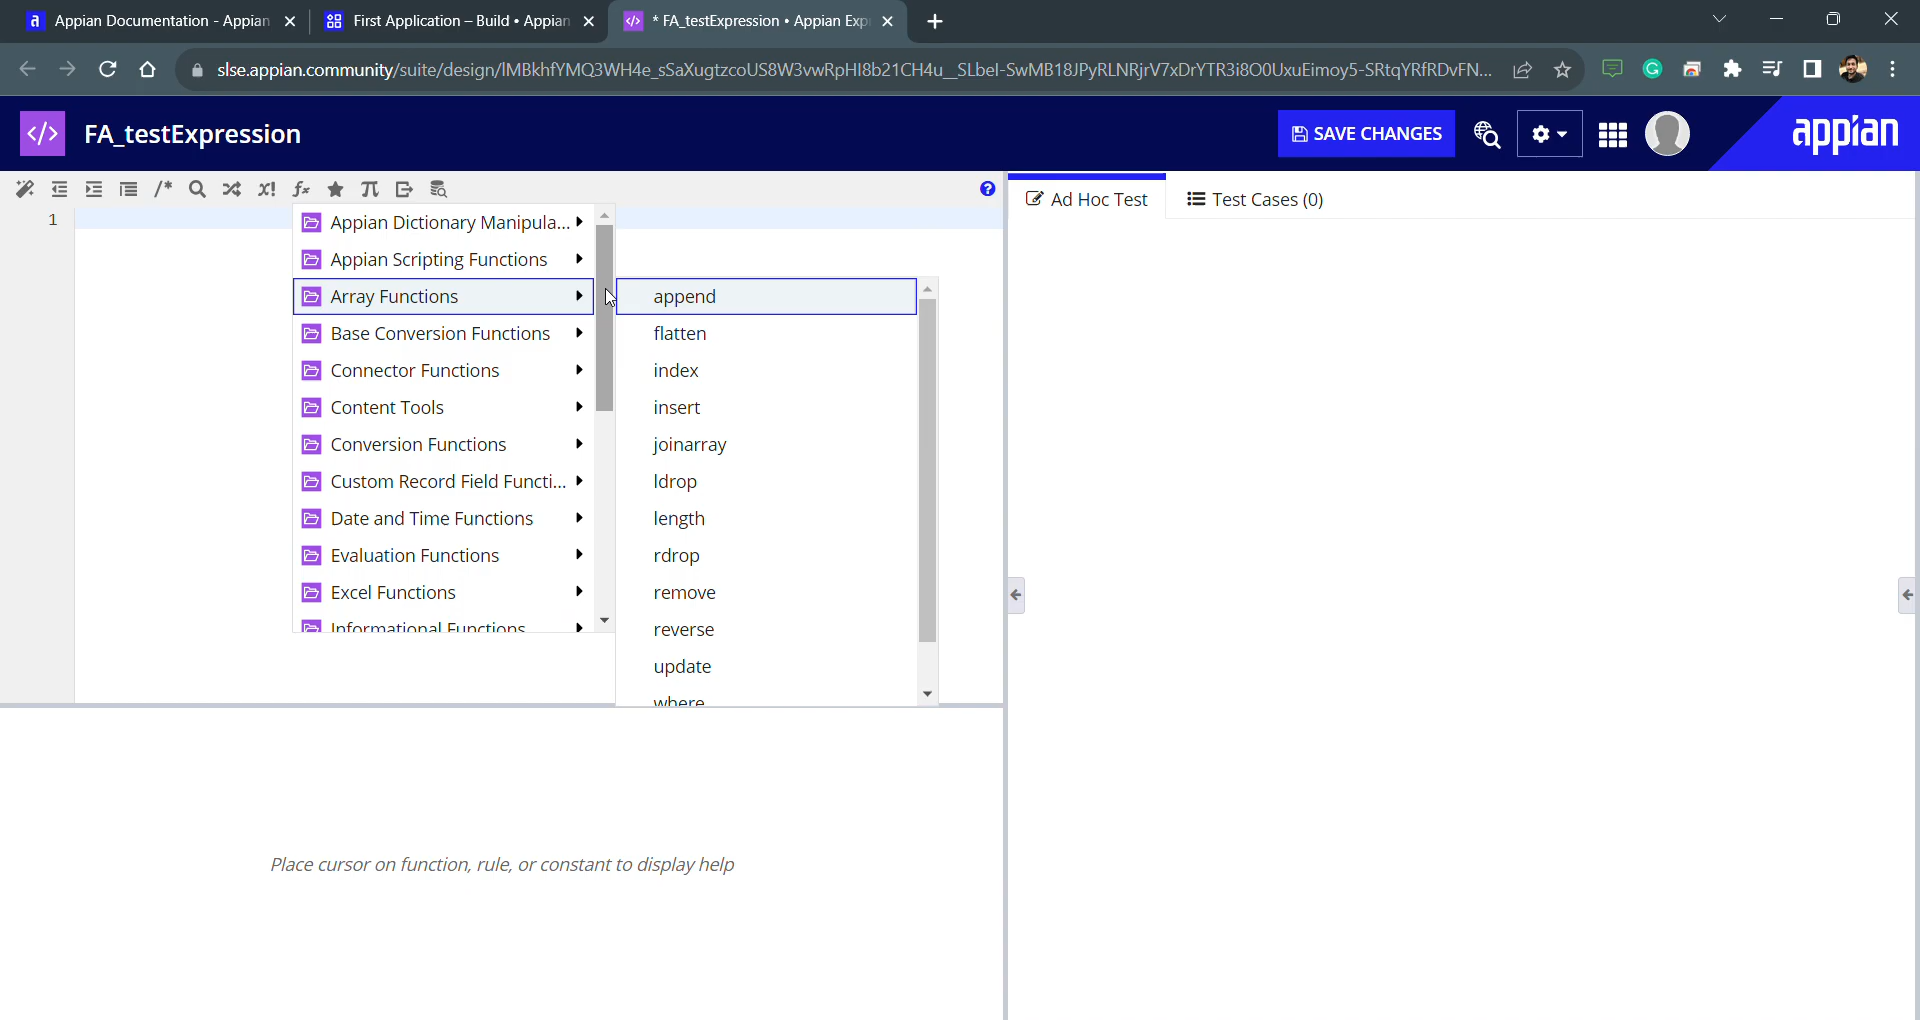 Appian Documentation - Appian
First Application – Build • Appian
* FA_testExpression • Appian Exp
slse.appian.community/suite/design/
FA_testExpression
SAVE CHANGES
appian
Ad Hoc Test
Test Cases (0)
1
Appian Dictionary Manipula...
Appian Scripting Functions
Array Functions
Base Conversion Functions
Connector Functions
Content Tools
Conversion Functions
Custom Record Field Functi...
Date and Time Functions
Evaluation Functions
Excel Functions
Informational Functions
append
flatten
index
insert
joinarray
ldrop
length
rdrop
remove
reverse
update
where
Place cursor on function, rule, or constant to display help